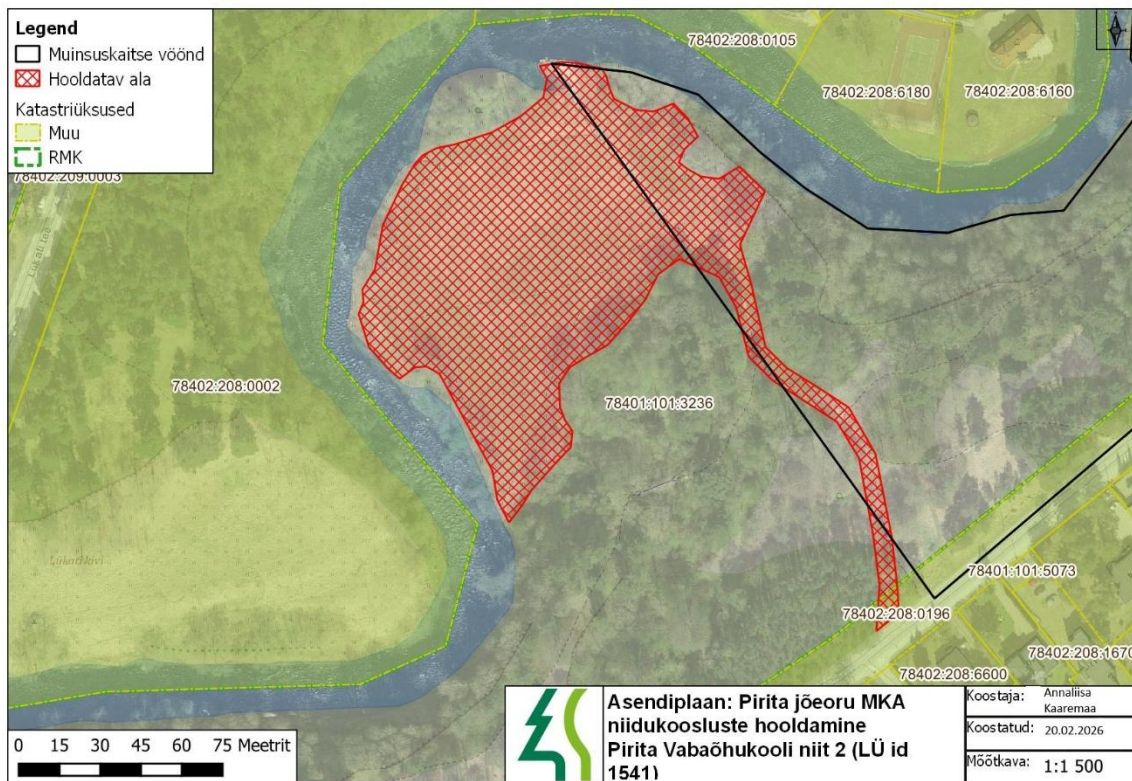 Legend
Muinsuskaitse vöönd
Hooldatav ala
Katastriüksused
Muu
RMK
78402:209:0003
Lükati tee
78402:208:0105
78402:208:6180
78402:208:6160
78402:208:0002
78401:101:3236
Lükatikivi
78401:101:5073
78402:208:0196
78402:208:1670
78402:208:6600
0 15 30 45 60 75 Meetrit
Asendiplaan: Pirita jõeoru MKA
niidukoosluste hooldamine
Pirita Vabaõhukooli niit 2 (LÜ id
1541)
Koostaja: Annaliisa
Kaaremaa
Koostatud: 20.02.2026
Mõõtkava: 1:1 500